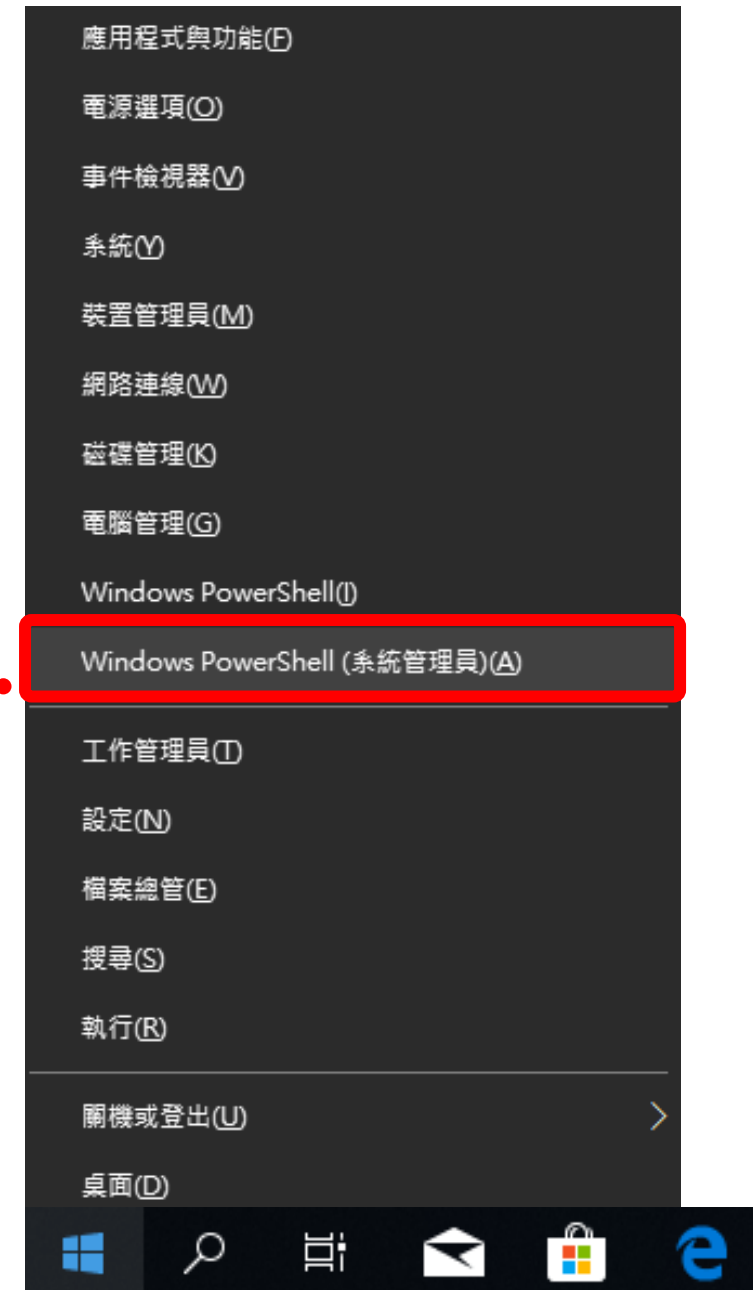 應用程式與功能(F)
電源選項(O)
事件檢視器(V)
系統(Y)
裝置管理員(M)
網路連線(W)
磁碟管理(K)
電腦管理(G)
Windows PowerShell(I)
Windows PowerShell (系統管理員)(A)
工作管理員(T)
設定(N)
檔案總管(E)
搜尋(S)
執行(R)
關機或登出(U)
桌面(D)